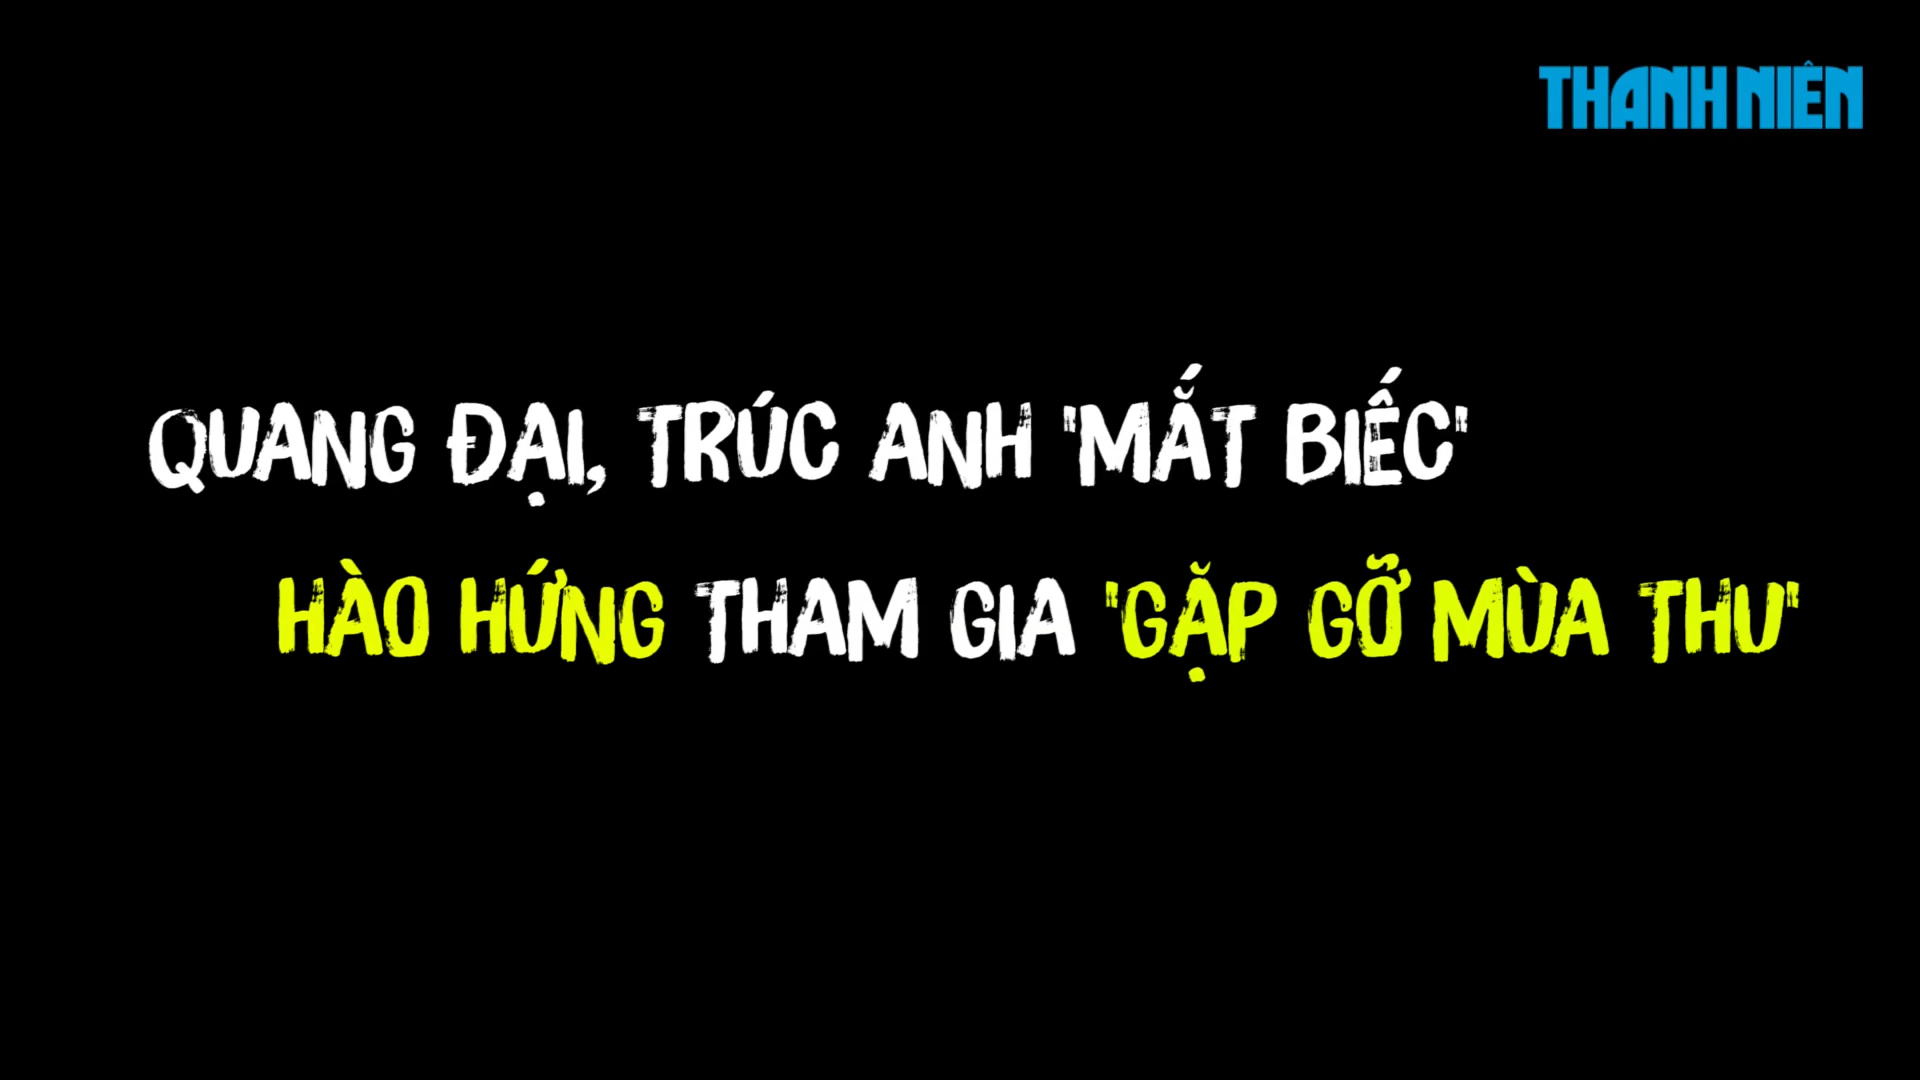 THANH NIÊN
QUANG ĐẠI, TRÚC ANH 'MẮT BIẾC'
HÀO HỨNG THAM GIA 'GẶP GỠ MÙA THU'